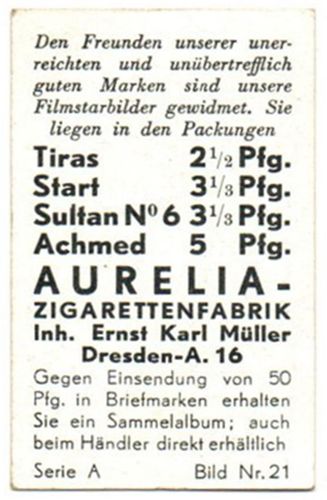 Den Freunden unserer uner-
reichten und unübertrefflich
guten Marken sind unsere
Filmstarbilder gewidmet. Sie
liegen in den Packungen
Tiras 2 1/2 Pfg.
Start 3 1/3 Pfg.
Sultan Nº 6 3 1/3 Pfg.
Achmed 5 Pfg.
AURELIA-
ZIGARETTENFABRIK
Inh. Ernst Karl Müller
Dresden-A. 16
Gegen Einsendung von 50
Pfg. in Briefmarken erhalten
Sie ein Sammelalbum; auch
beim Händler direkt erhältlich
Serie A Bild Nr. 21